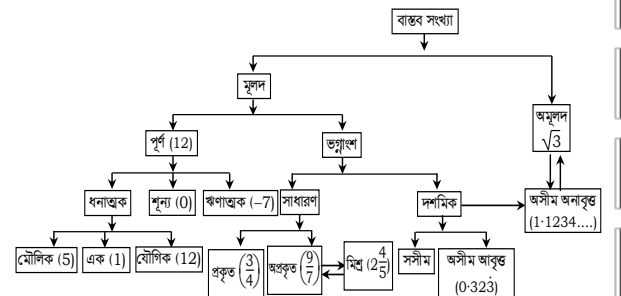 বাস্তব সংখ্যা
মূলদ
অমূলদ
√3
পূর্ণ (12)
ভগ্নাংশ
ধনাত্মক
শূন্য (0)
ঋণাত্মক (−7)
সাধারণ
দশমিক
অসীম অনাবৃত্ত
(1·1234....)
মৌলিক (5)
এক (1)
যৌগিক (12)
প্রকৃত (3/4)
অপ্রকৃত (9/7)
মিশ্র (2 4/5)
সসীম
অসীম আবৃত্ত
(0·323̇)